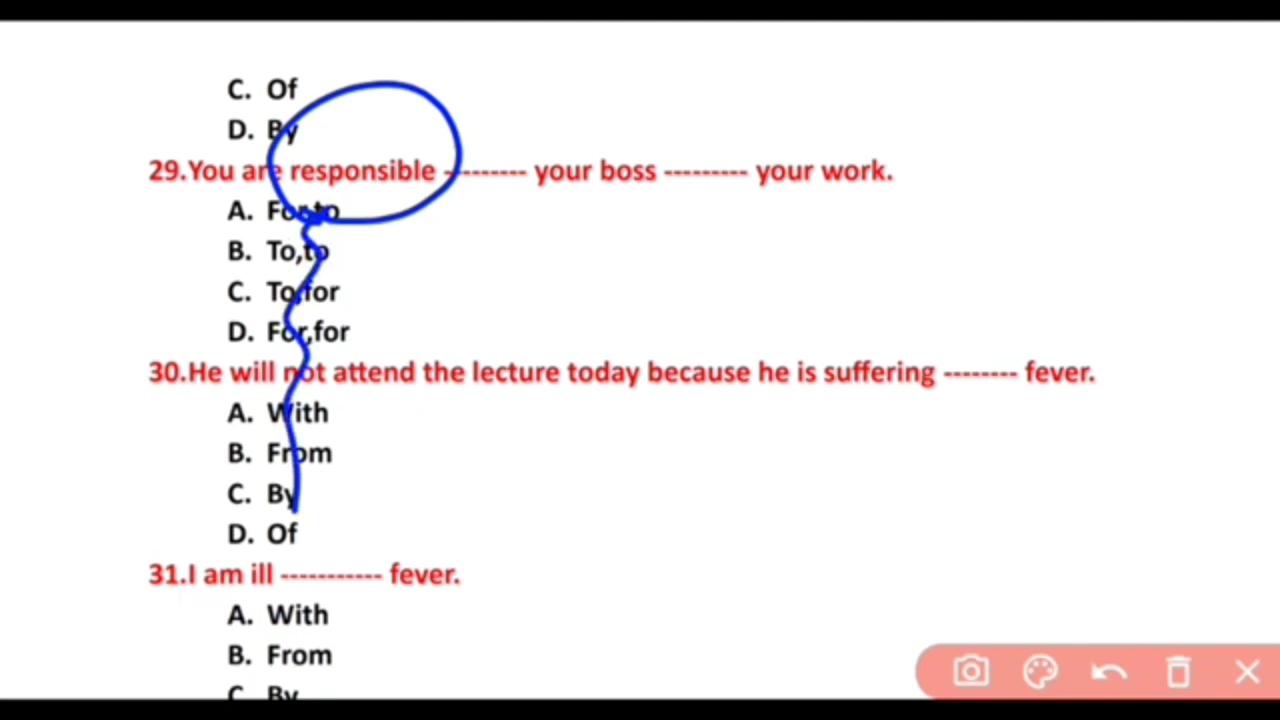 C. Of
D. By
29.You are responsible --------- your boss --------- your work.
A. For,to
B. To,to
C. To,for
D. For,for
30.He will not attend the lecture today because he is suffering -------- fever.
A. With
B. From
C. By
D. Of
31.I am ill ----------- fever.
A. With
B. From
C. By